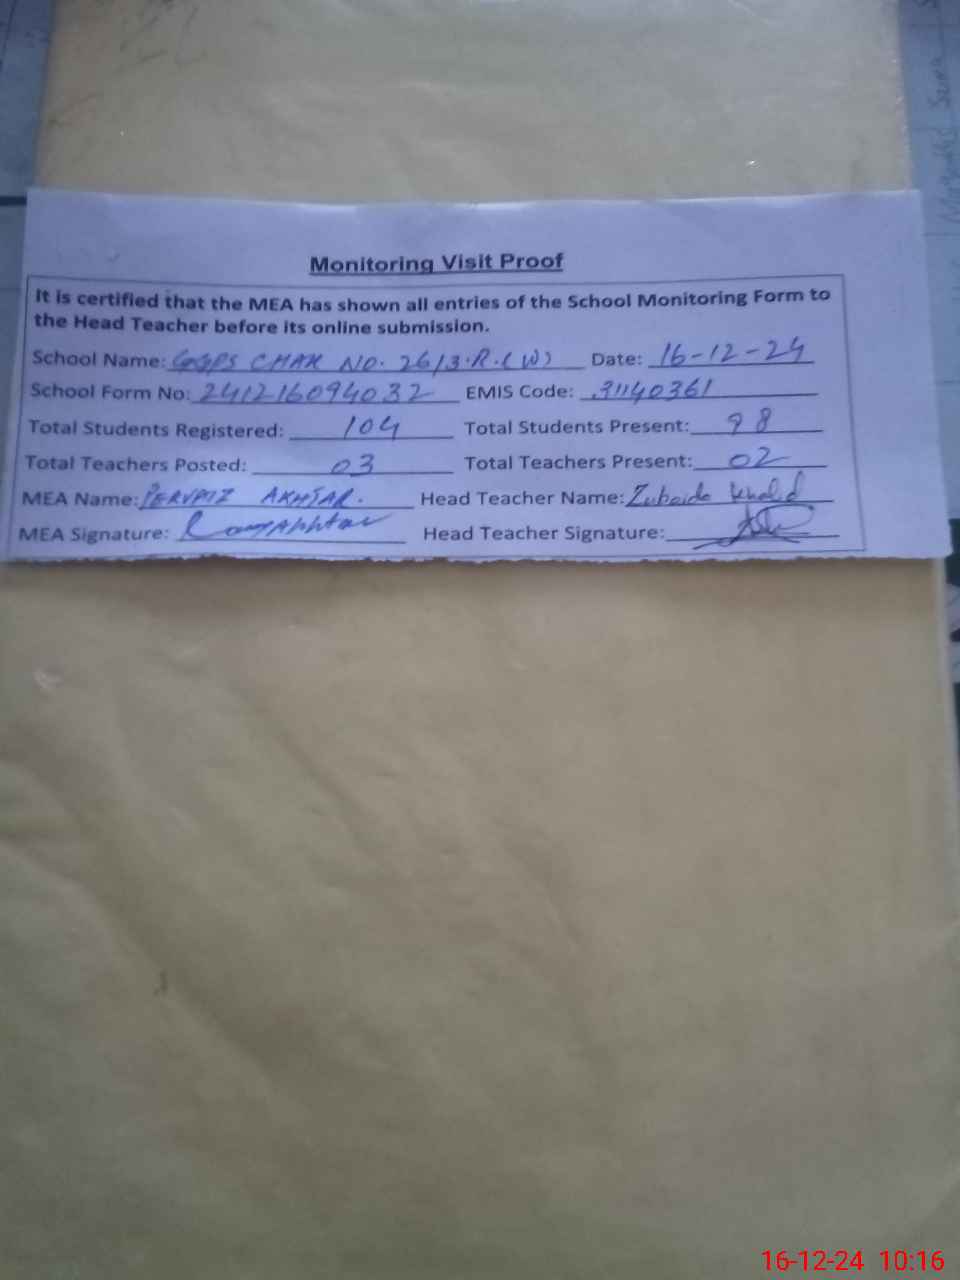 Monitoring Visit Proof
It is certified that the MEA has shown all entries of the School Monitoring Form to
the Head Teacher before its online submission.
School Name: GGPS CHAK NO. 26/3.R.(W) Date: 16-12-24
School Form No: 241216094032 EMIS Code: 31140361
Total Students Registered: 104 Total Students Present: 98
Total Teachers Posted: 03 Total Teachers Present: 02
MEA Name: PERVAIZ AKHTAR. Head Teacher Name: Zubaida Khalid
MEA Signature: Head Teacher Signature:
16-12-24 10:16